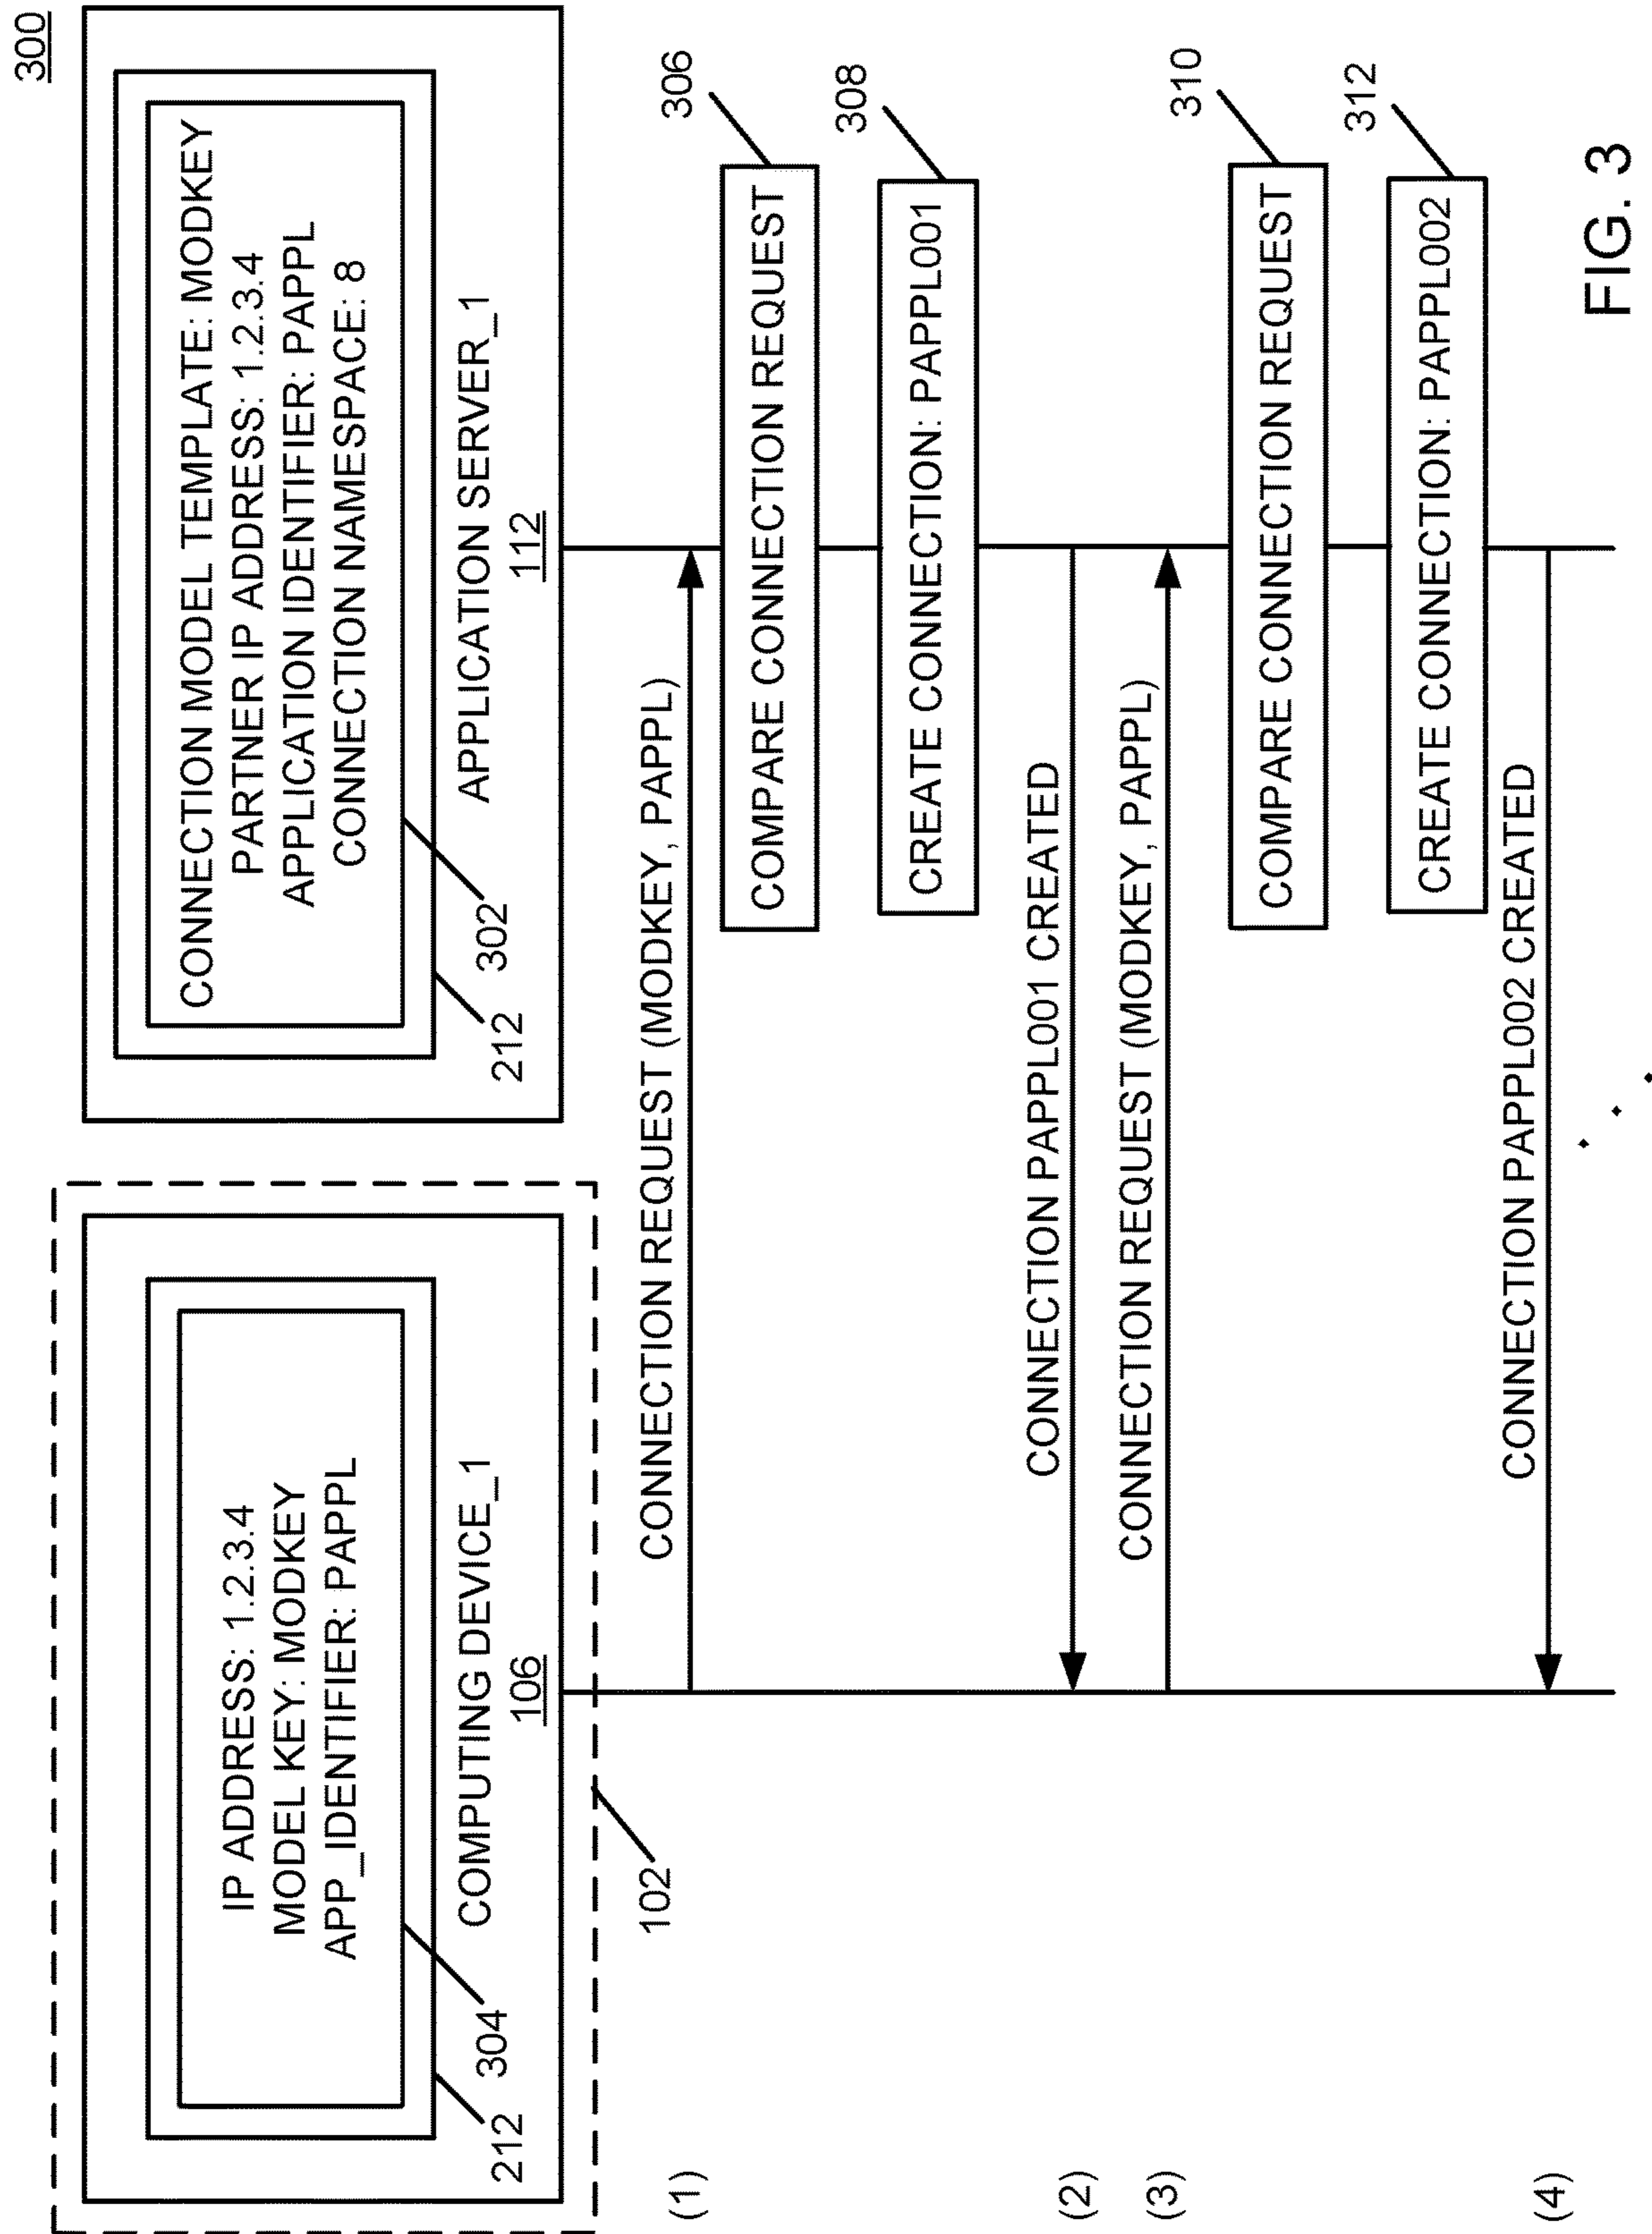 300
IP ADDRESS: 1.2.3.4
MODEL KEY: MODKEY
APP_IDENTIFIER: PAPPL
304
212
COMPUTING DEVICE_1
106
102
CONNECTION MODEL TEMPLATE: MODKEY
PARTNER IP ADDRESS: 1.2.3.4
APPLICATION IDENTIFIER: PAPPL
CONNECTION NAMESPACE: 8
302
212
APPLICATION SERVER_1
112
(1)
CONNECTION REQUEST (MODKEY, PAPPL)
COMPARE CONNECTION REQUEST
306
CREATE CONNECTION: PAPPL001
308
(2)
CONNECTION PAPPL001 CREATED
(3)
CONNECTION REQUEST (MODKEY, PAPPL)
COMPARE CONNECTION REQUEST
310
CREATE CONNECTION: PAPPL002
312
(4)
CONNECTION PAPPL002 CREATED
FIG. 3